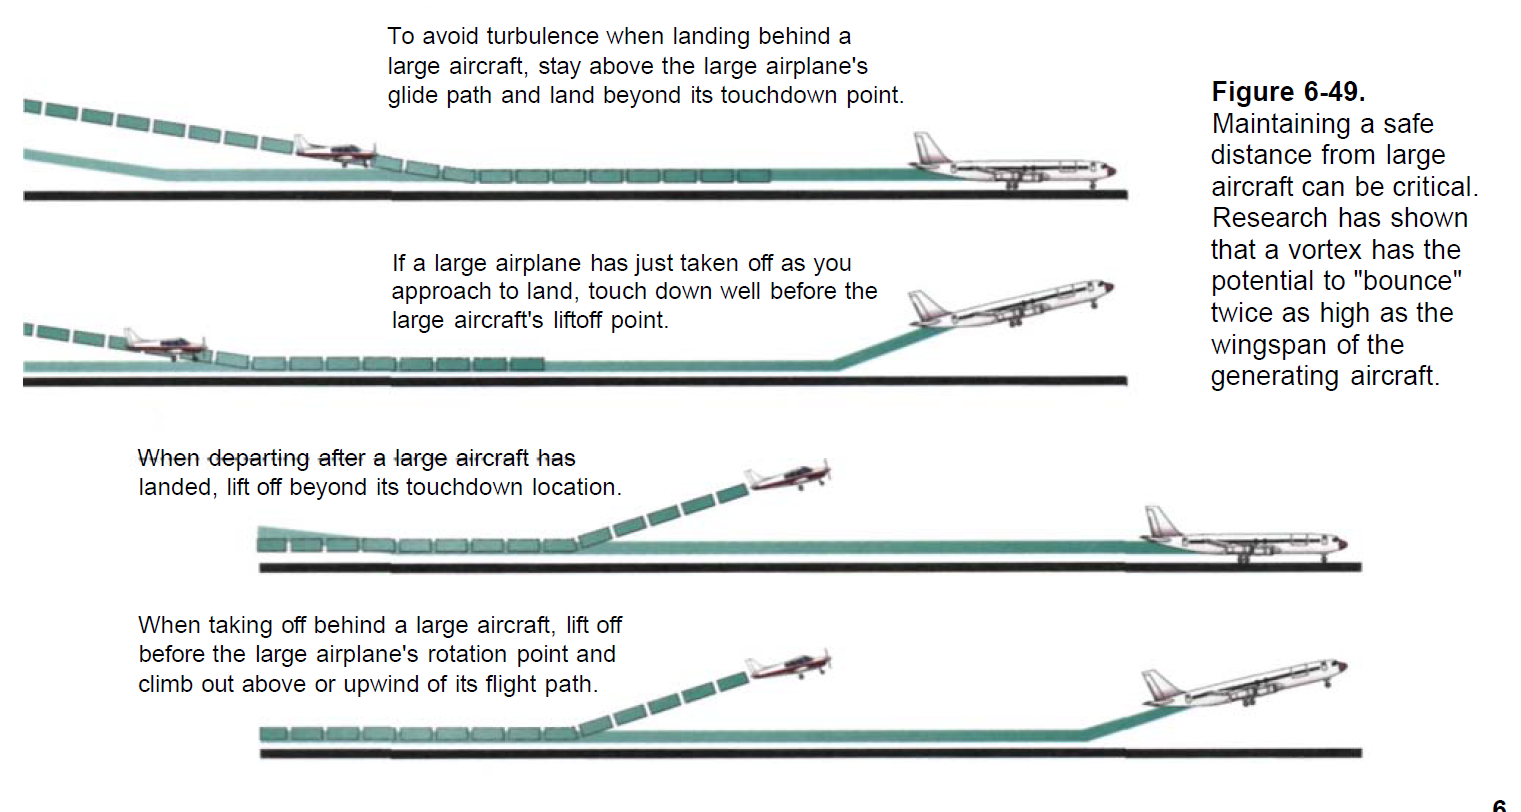 To avoid turbulence when landing behind a
large aircraft, stay above the large airplane's
glide path and land beyond its touchdown point.
Figure 6-49.
Maintaining a safe
distance from large
aircraft can be critical.
Research has shown
that a vortex has the
potential to "bounce"
twice as high as the
wingspan of the
generating aircraft.
If a large airplane has just taken off as you
approach to land, touch down well before the
large aircraft's liftoff point.
When departing after a large aircraft has
landed, lift off beyond its touchdown location.
When taking off behind a large aircraft, lift off
before the large airplane's rotation point and
climb out above or upwind of its flight path.